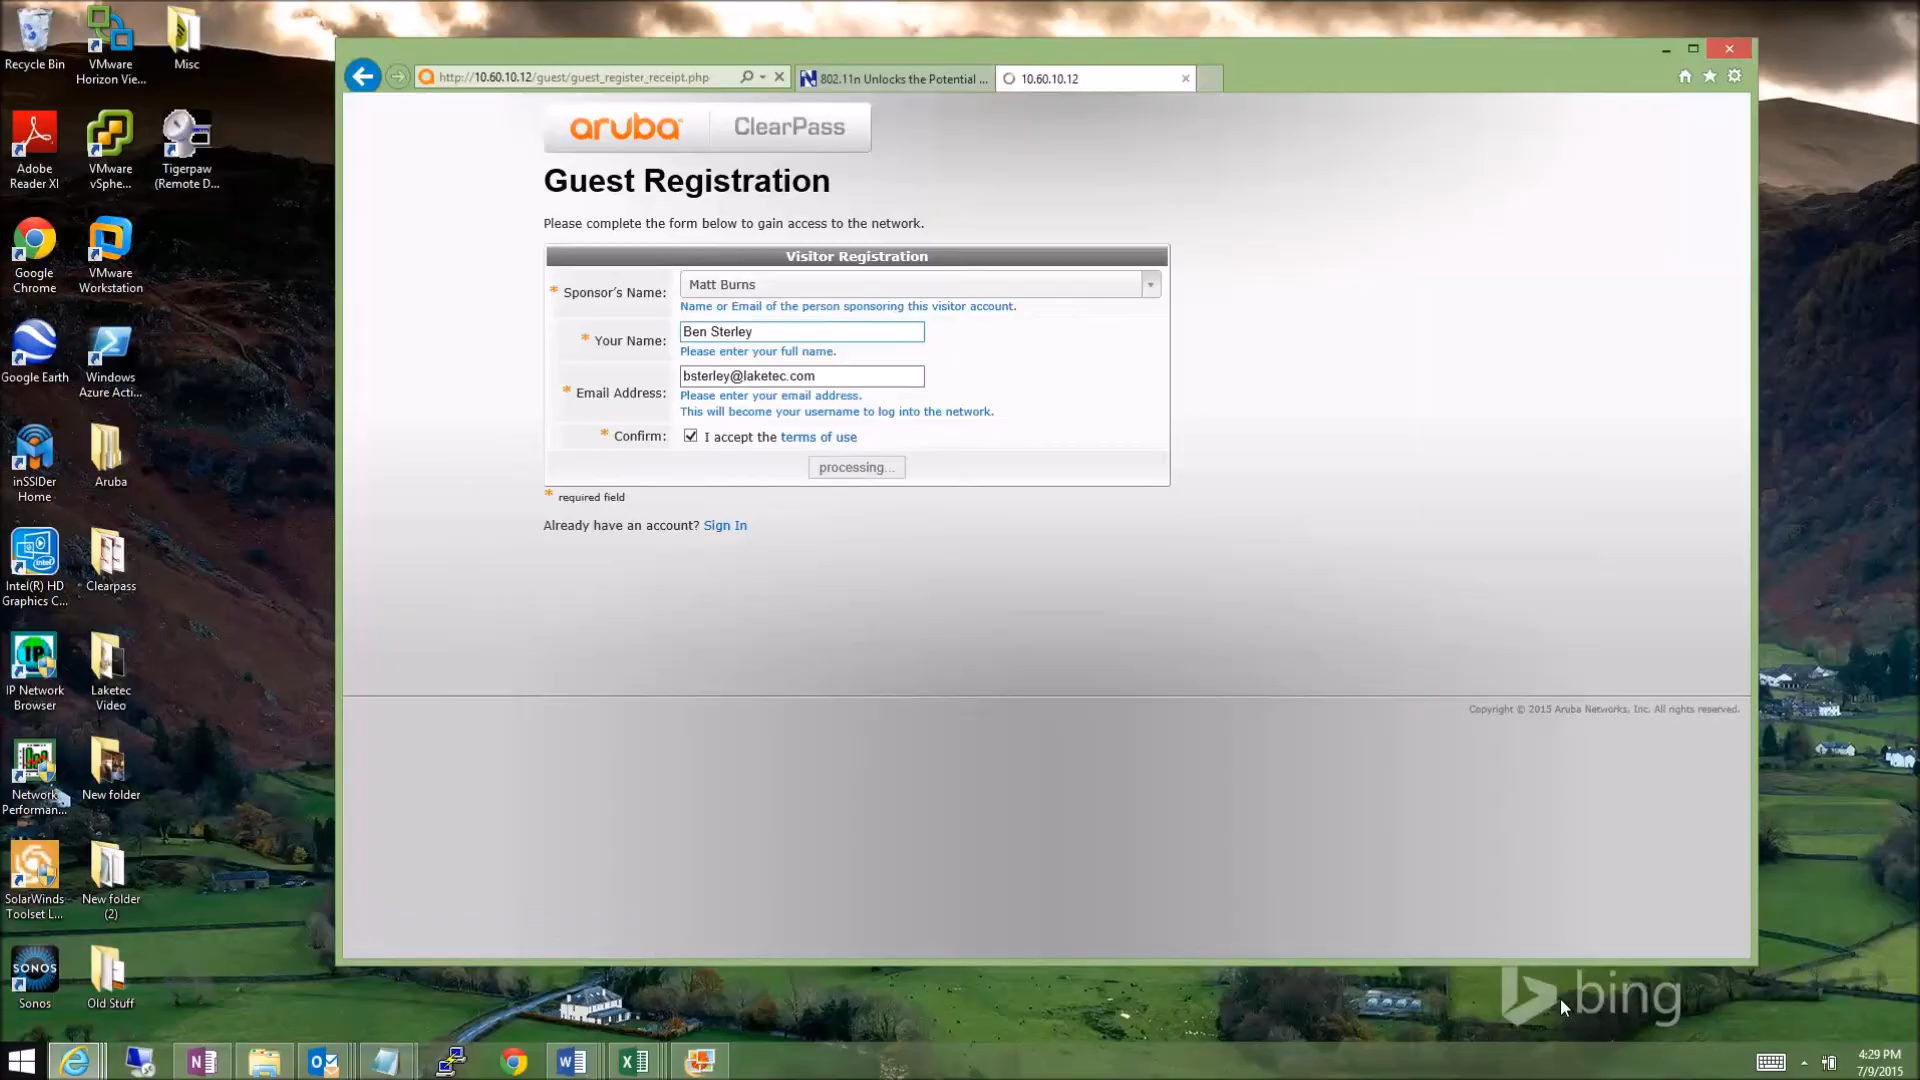 Recycle Bin
VMware
Horizon Vie...
Misc
Adobe
Reader XI
VMware
vSphe...
Tigerpaw
(Remote D...
Google
Chrome
VMware
Workstation
Google Earth
Windows
Azure Acti...
inSSIDer
Home
Aruba
Intel(R) HD
Graphics C...
Clearpass
IP
IP Network
Browser
Laketec
Video
Network
Performan...
New folder
SolarWinds
Toolset L...
New folder
(2)
SONOS
Sonos
Old Stuff
http://10.60.10.12/guest/guest_register_receipt.php
802.11n Unlocks the Potential ...
10.60.10.12
aruba ClearPass
Guest Registration
Please complete the form below to gain access to the network.
Visitor Registration
* Sponsor's Name: Matt Burns
Name or Email of the person sponsoring this visitor account.
* Your Name: Ben Sterley
Please enter your full name.
* Email Address: bsterley@laketec.com
Please enter your email address.
This will become your username to log into the network.
* Confirm: I accept the terms of use
processing...
* required field
Already have an account? Sign In
Copyright © 2015 Aruba Networks, Inc. All rights reserved.
bing
4:29 PM
7/9/2015